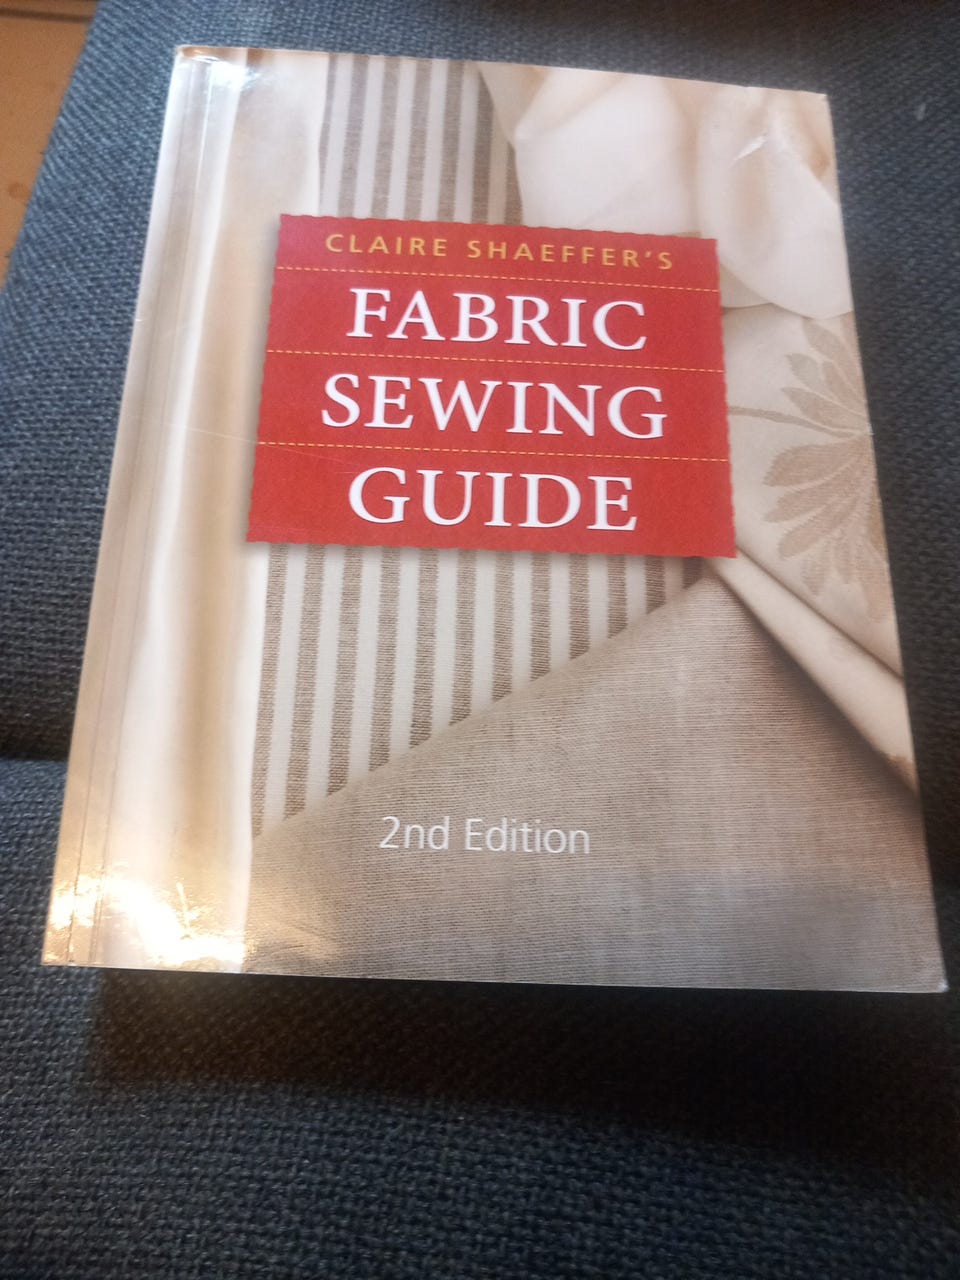 CLAIRE SHAEFFER'S
FABRIC
SEWING
GUIDE
2nd Edition